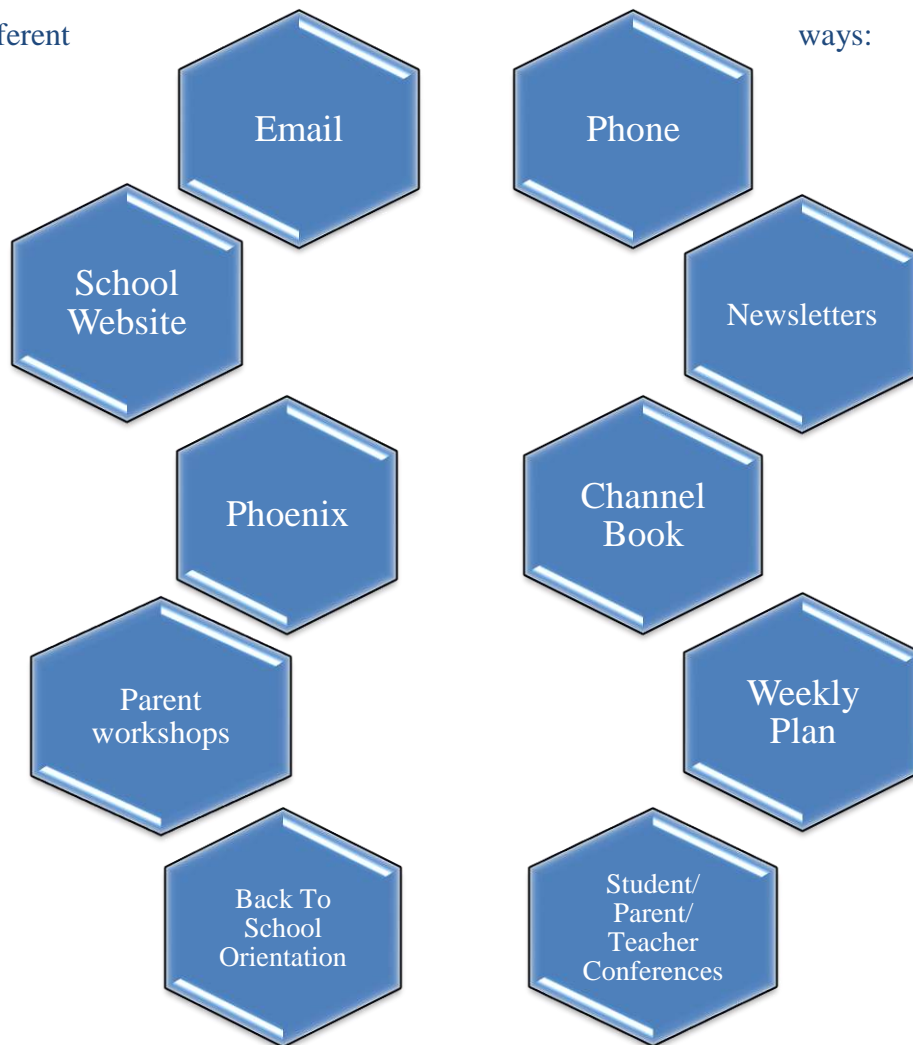 ferent ways:
Email
Phone
School
Website
Newsletters
Phoenix
Channel
Book
Parent
workshops
Weekly
Plan
Back To
School
Orientation
Student/
Parent/
Teacher
Conferences